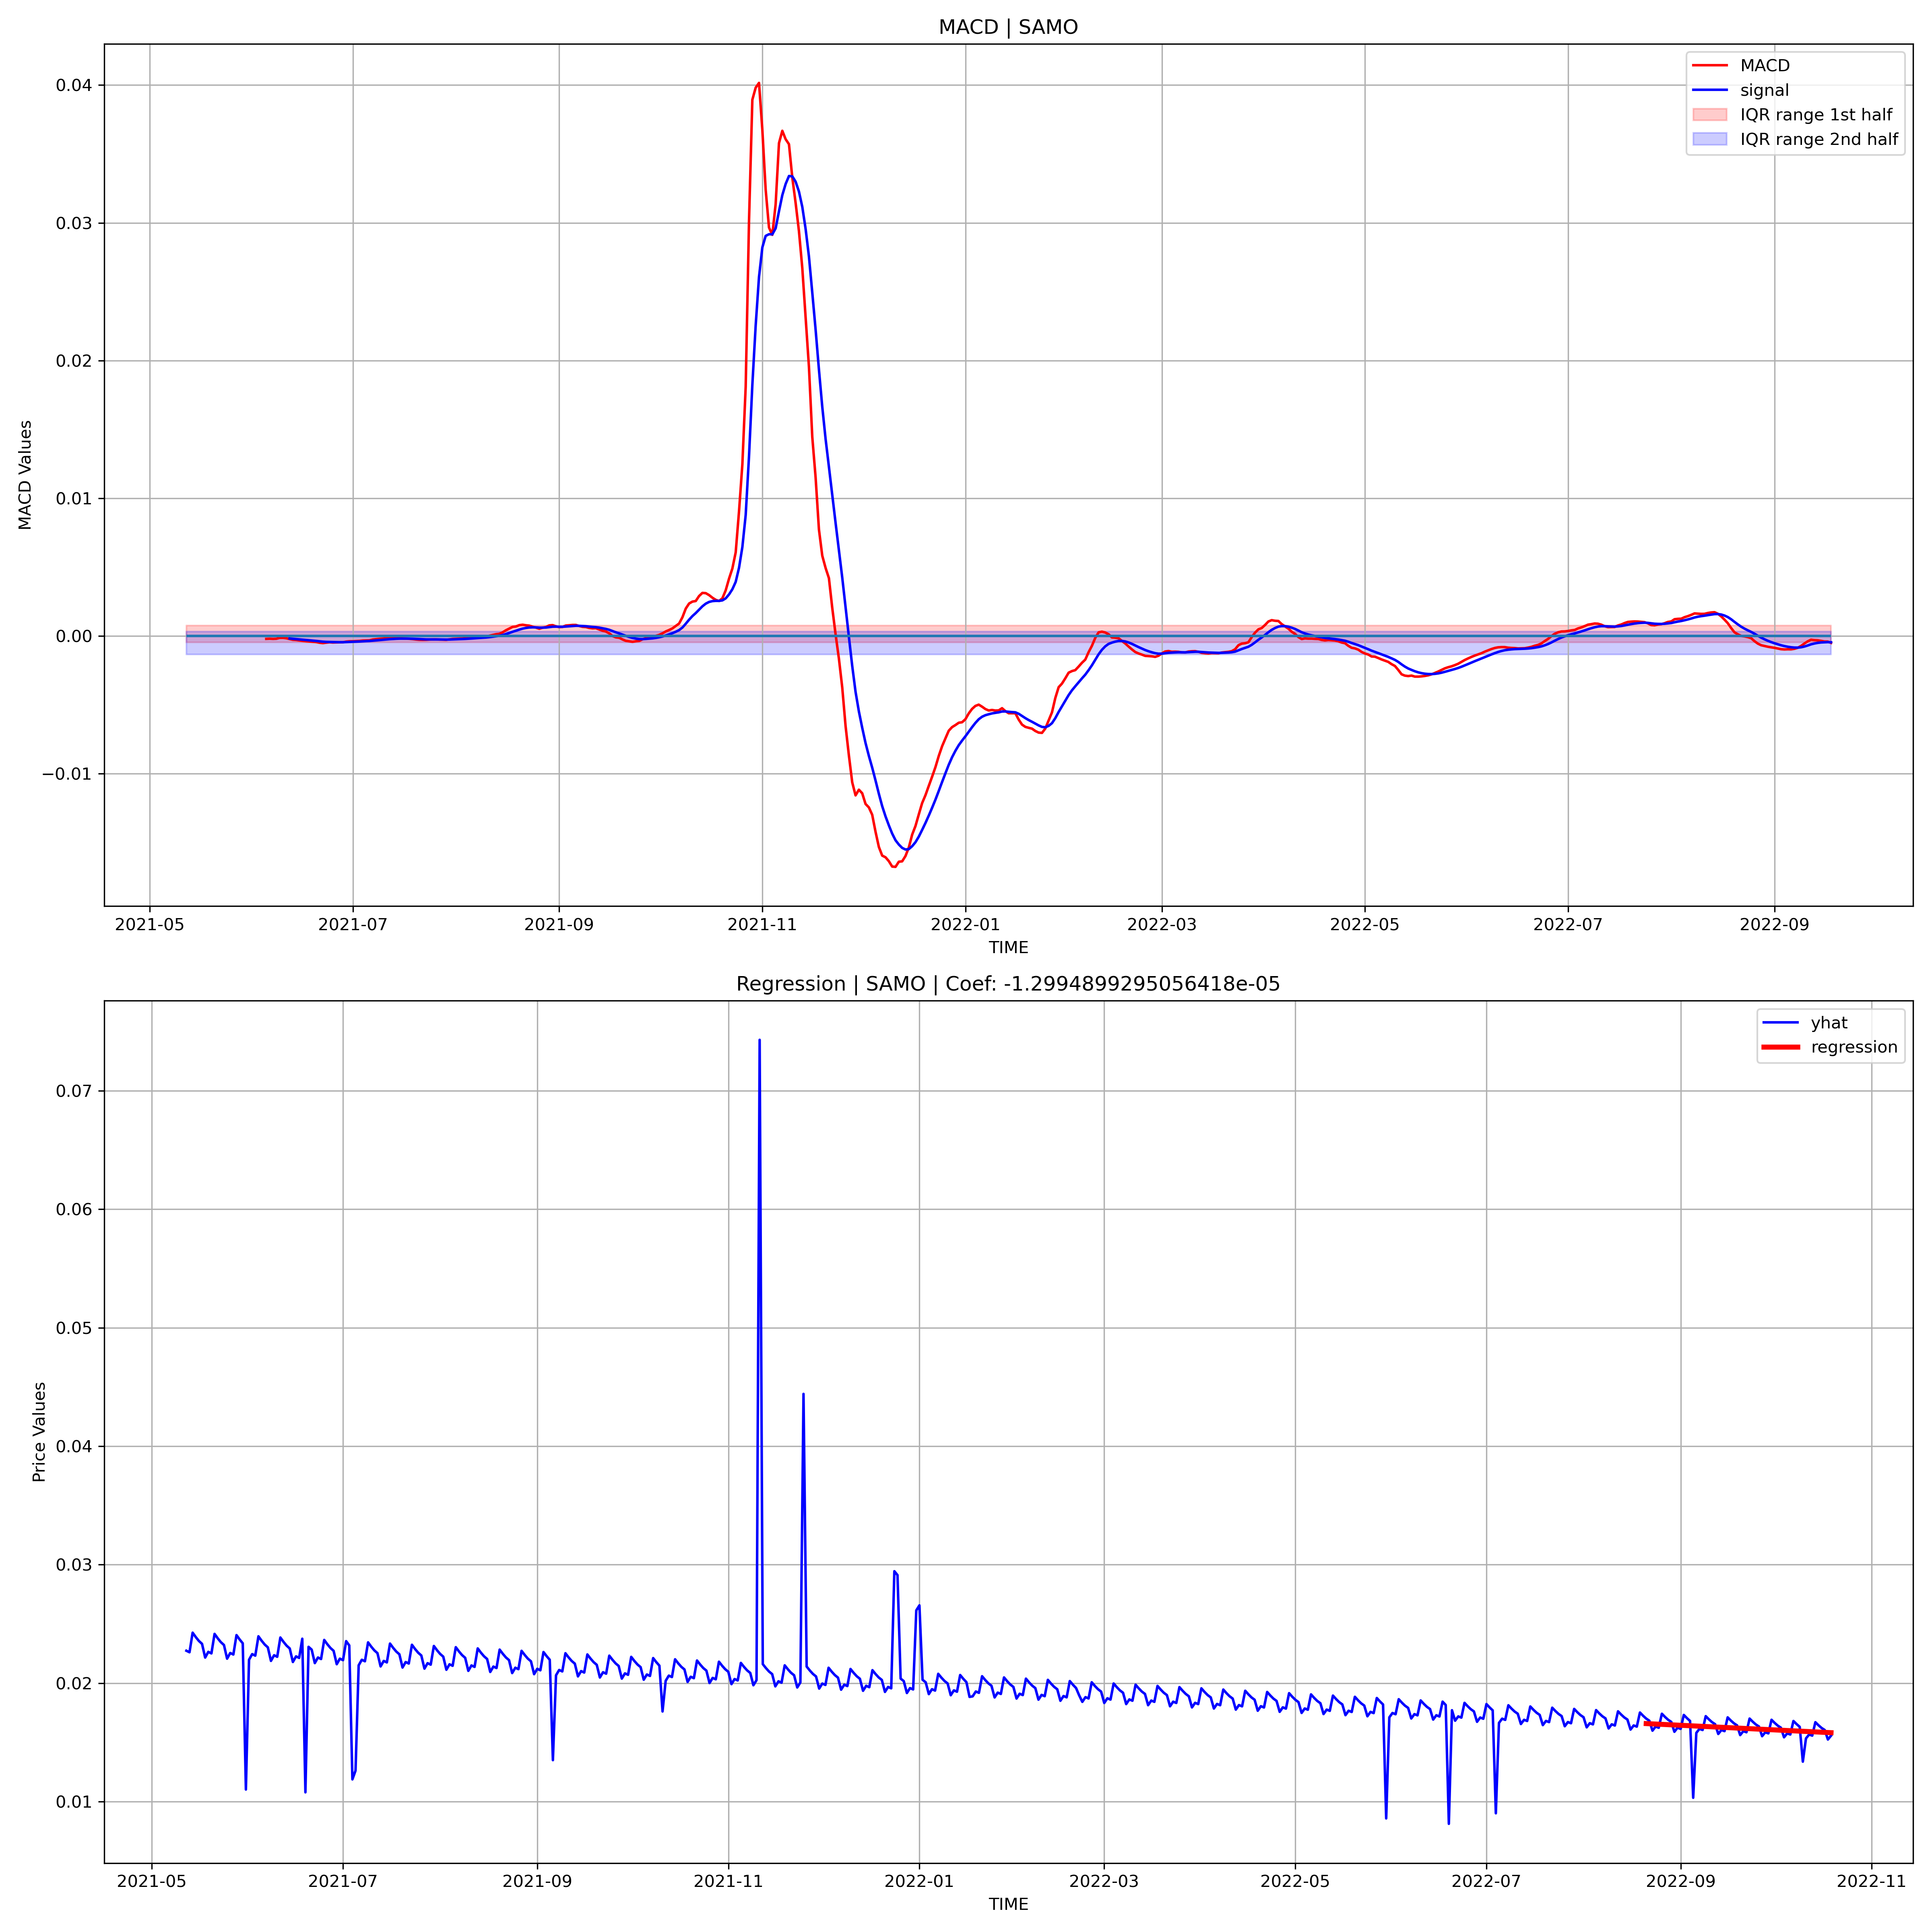 MACD | SAMO
MACD
signal
IQR range 1st half
IQR range 2nd half
MACD Values
0.04
0.03
0.02
0.01
0.00
−0.01
2021-05 2021-07 2021-09 2021-11 2022-01 2022-03 2022-05 2022-07 2022-09
TIME
Regression | SAMO | Coef: -1.2994899295056418e-05
yhat
regression
Price Values
0.07
0.06
0.05
0.04
0.03
0.02
0.01
2021-05 2021-07 2021-09 2021-11 2022-01 2022-03 2022-05 2022-07 2022-09 2022-11
TIME